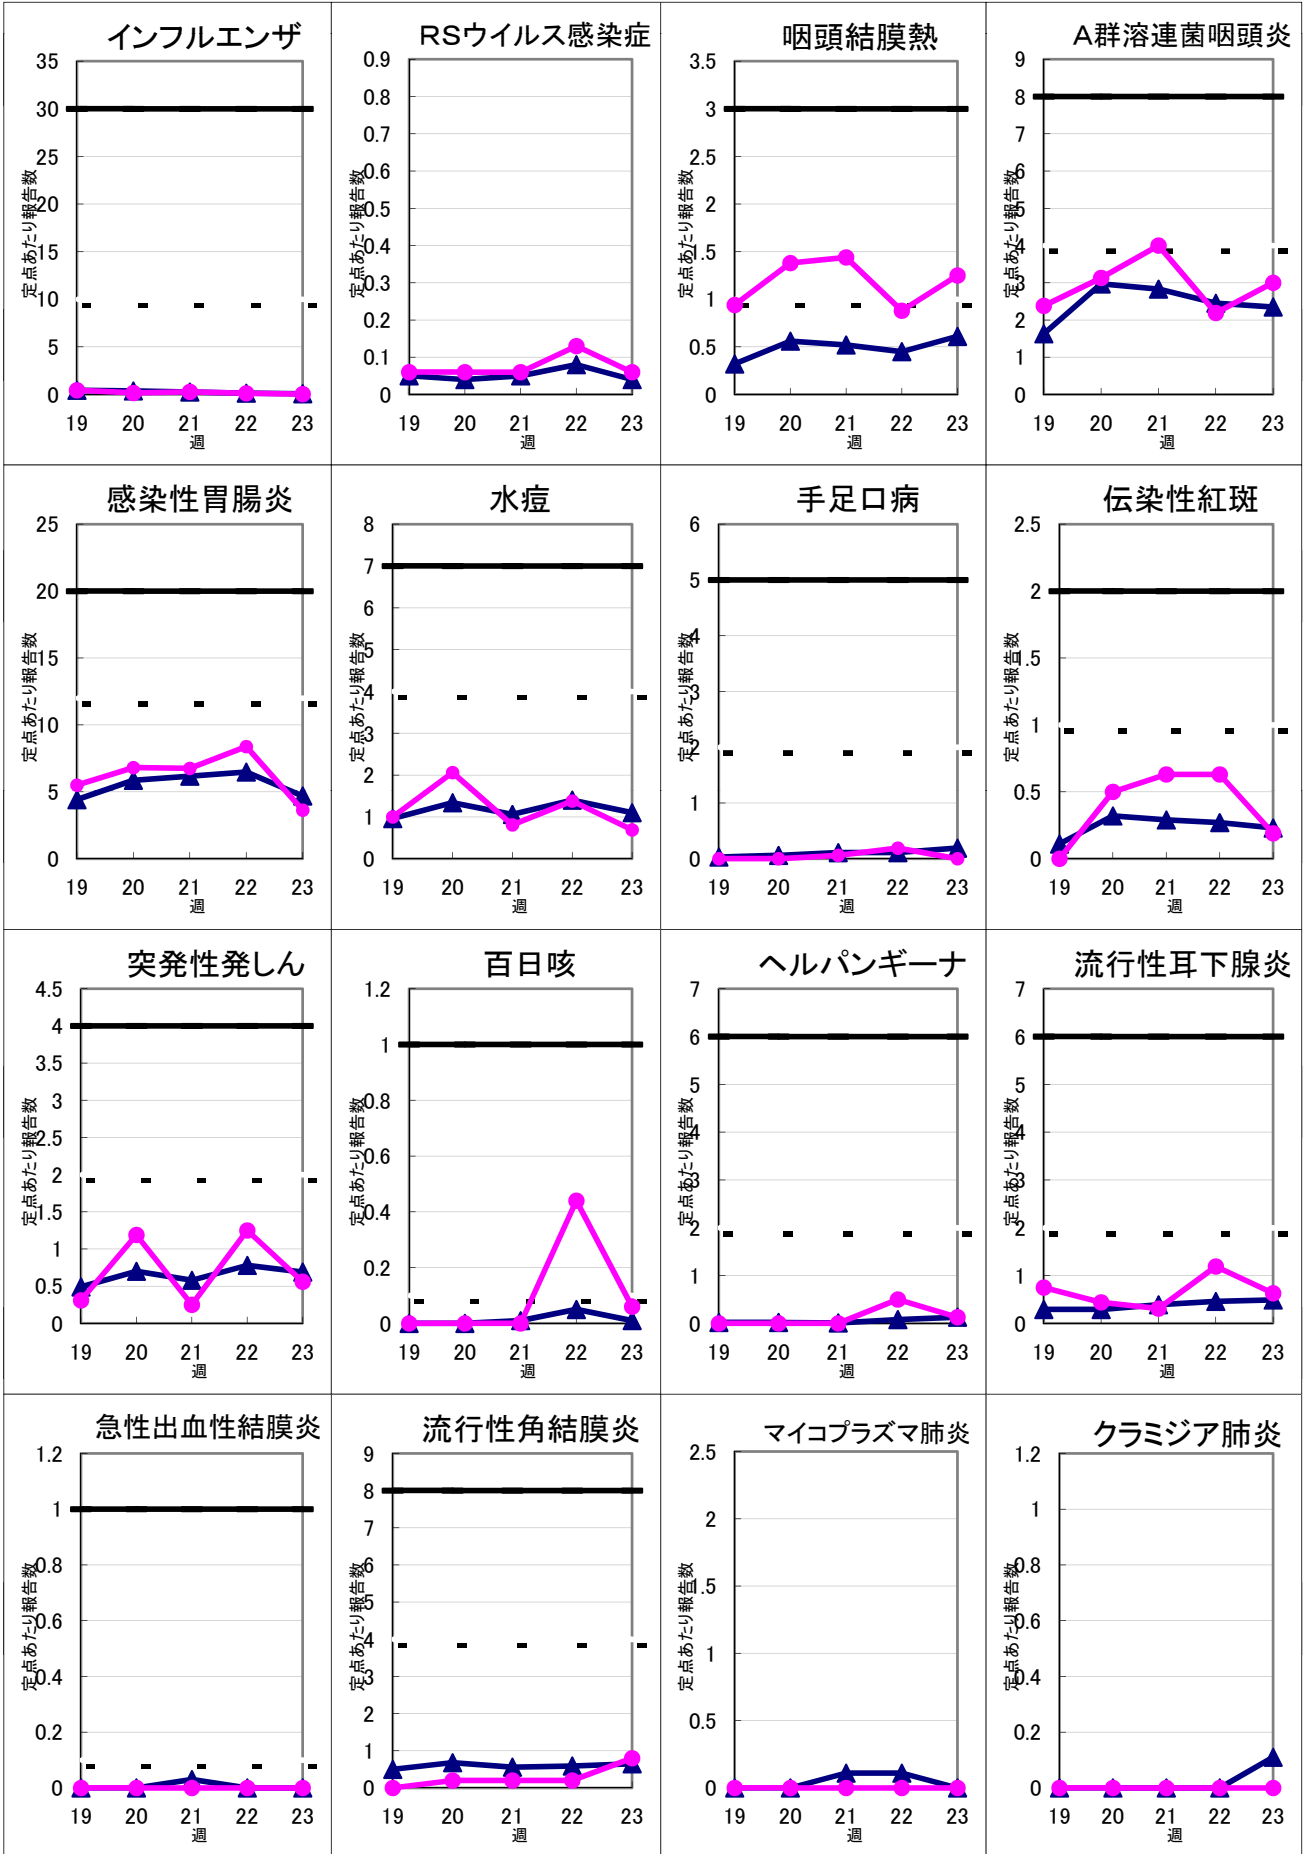 インフルエンザ
35
30
25
20
15
10
5
0
定点あたり報告数
19 20 21 22 23
週
RSウイルス感染症
0.9
0.8
0.7
0.6
0.5
0.4
0.3
0.2
0.1
0
定点あたり報告数
19 20 21 22 23
週
咽頭結膜熱
3.5
3
2.5
2
1.5
1
0.5
0
定点あたり報告数
19 20 21 22 23
週
A群溶連菌咽頭炎
9
8
7
6
5
4
3
2
1
0
定点あたり報告数
19 20 21 22 23
週
感染性胃腸炎
25
20
15
10
5
0
定点あたり報告数
19 20 21 22 23
週
水痘
8
7
6
5
4
3
2
1
0
定点あたり報告数
19 20 21 22 23
週
手足口病
6
5
4
3
2
1
0
定点あたり報告数
19 20 21 22 23
週
伝染性紅斑
2.5
2
1.5
1
0.5
0
定点あたり報告数
19 20 21 22 23
週
突発性発しん
4.5
4
3.5
3
2.5
2
1.5
1
0.5
0
定点あたり報告数
19 20 21 22 23
週
百日咳
1.2
1
0.8
0.6
0.4
0.2
0
定点あたり報告数
19 20 21 22 23
週
ヘルパンギーナ
7
6
5
4
3
2
1
0
定点あたり報告数
19 20 21 22 23
週
流行性耳下腺炎
7
6
5
4
3
2
1
0
定点あたり報告数
19 20 21 22 23
週
急性出血性結膜炎
1.2
1
0.8
0.6
0.4
0.2
0
定点あたり報告数
19 20 21 22 23
週
流行性角結膜炎
9
8
7
6
5
4
3
2
1
0
定点あたり報告数
19 20 21 22 23
週
マイコプラズマ肺炎
2.5
2
1.5
1
0.5
0
定点あたり報告数
19 20 21 22 23
週
クラミジア肺炎
1.2
1
0.8
0.6
0.4
0.2
0
定点あたり報告数
19 20 21 22 23
週